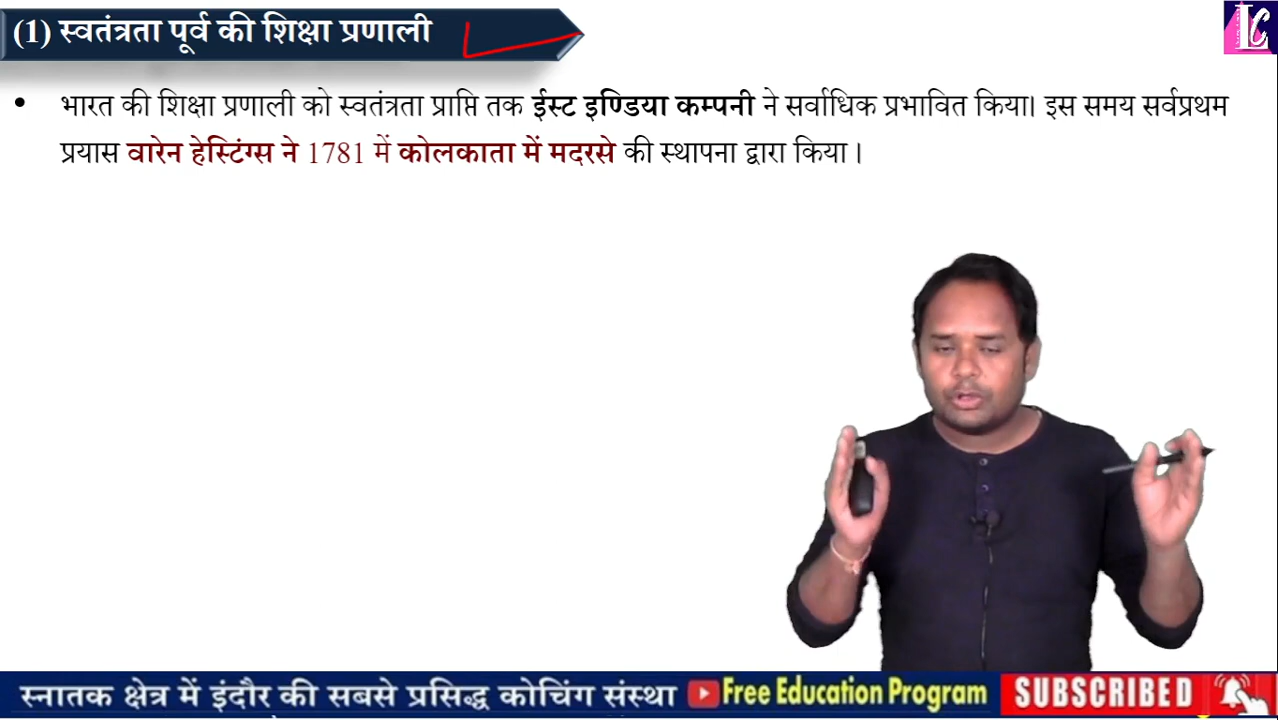 (1) स्वतंत्रता पूर्व की शिक्षा प्रणाली
LC
• भारत की शिक्षा प्रणाली को स्वतंत्रता प्राप्ति तक ईस्ट इण्डिया कम्पनी ने सर्वाधिक प्रभावित किया। इस समय सर्वप्रथम
प्रयास वारेन हेस्टिंग्स ने 1781 में कोलकाता में मदरसे की स्थापना द्वारा किया।
स्नातक क्षेत्र में इंदौर की सबसे प्रसिद्ध कोचिंग संस्था Free Education Program SUBSCRIBED